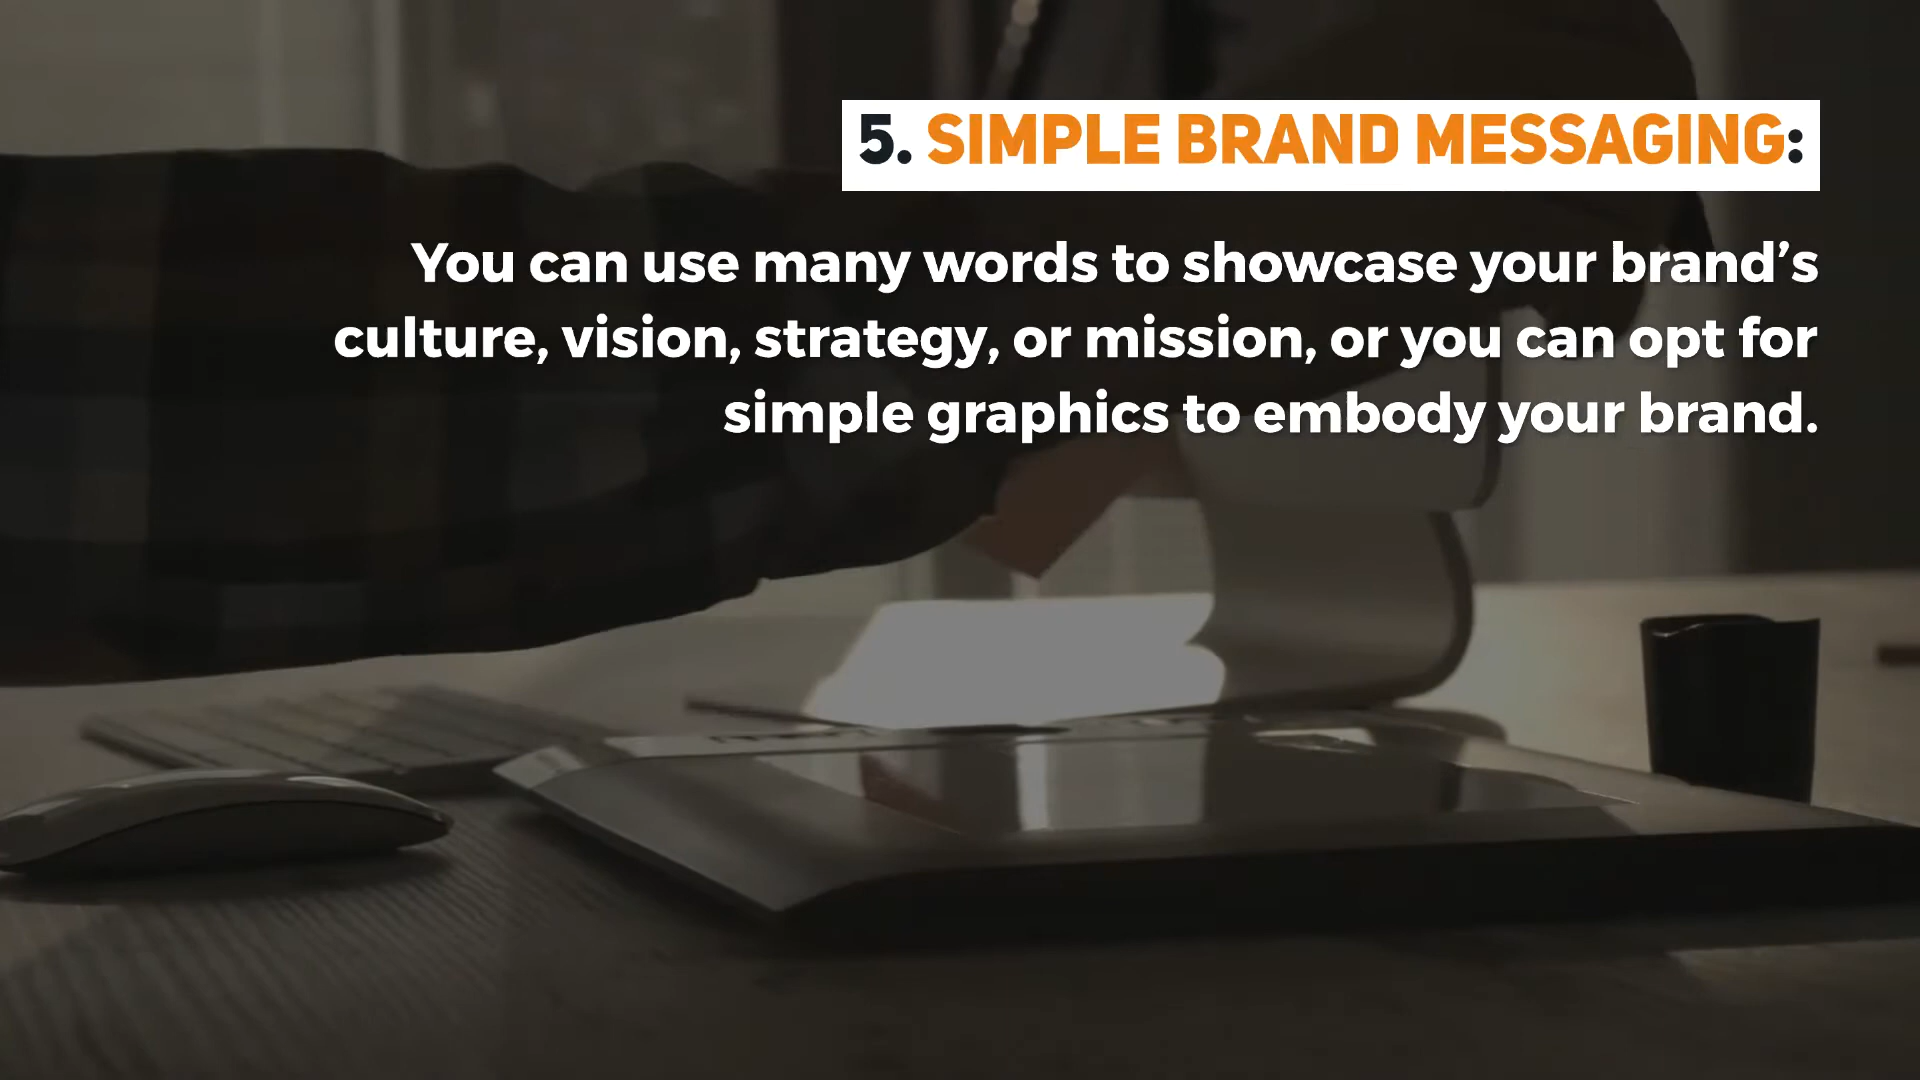 5. SIMPLE BRAND MESSAGING:
You can use many words to showcase your brand’s
culture, vision, strategy, or mission, or you can opt for
simple graphics to embody your brand.